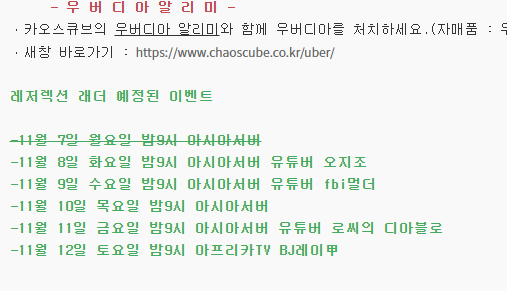 - 우 버 디 아 알 리 미 -
· 카오스큐브의 우버디아 알리미와 함께 우버디아를 처치하세요.(자매품 : 우
· 새창 바로가기 : https://www.chaoscube.co.kr/uber/
레저렉션 래더 예정된 이벤트
-11월 7일 월요일 밤9시 아시아서버
-11월 8일 화요일 밤9시 아시아서버 유튜버 오지조
-11월 9일 수요일 밤9시 아시아서버 유튜버 fbi멀더
-11월 10일 목요일 밤9시 아시아서버
-11월 11일 금요일 밤9시 아시아서버 유튜버 로씨의 디아블로
-11월 12일 토요일 밤9시 아프리카TV BJ레이甲